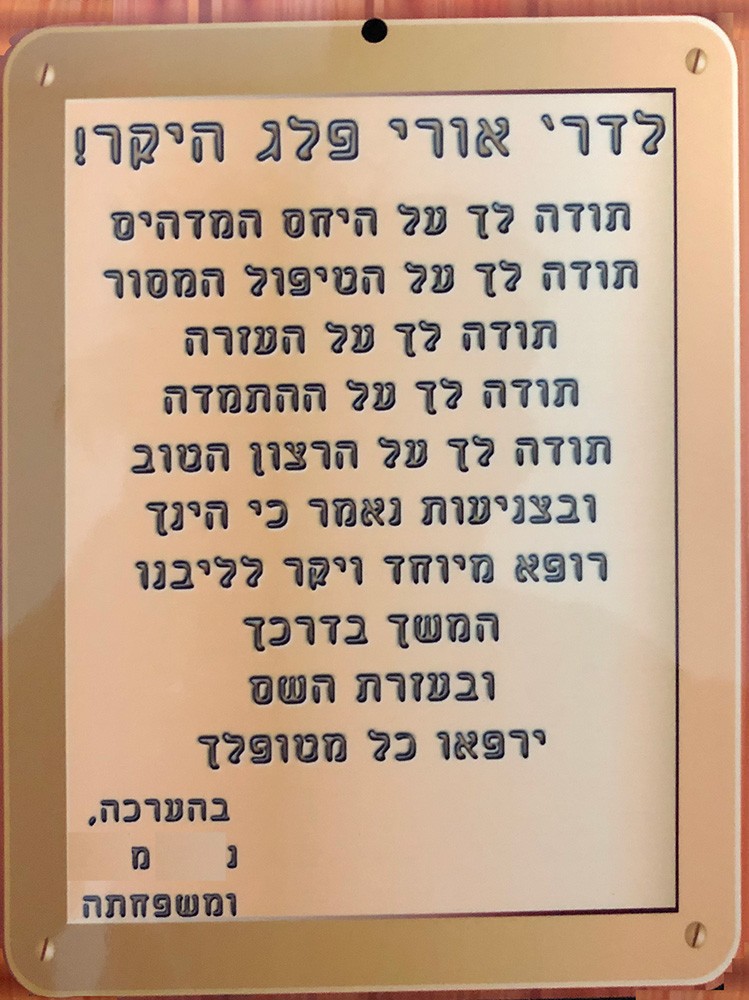 לדר' אורי פלג היקר!
תודה לך על היחס המדהים
תודה לך על הטיפול המסור
תודה לך על העזרה
תודה לך על ההתמדה
תודה לך על הרצון הטוב
ובצניעות נאמר כי הינך
רופא מיוחד ויקר לליבנו
המשך בדרכך
ובעזרת השם
ירפאו כל מטופלך
בהערכה,
נ מ
ומשפחתה